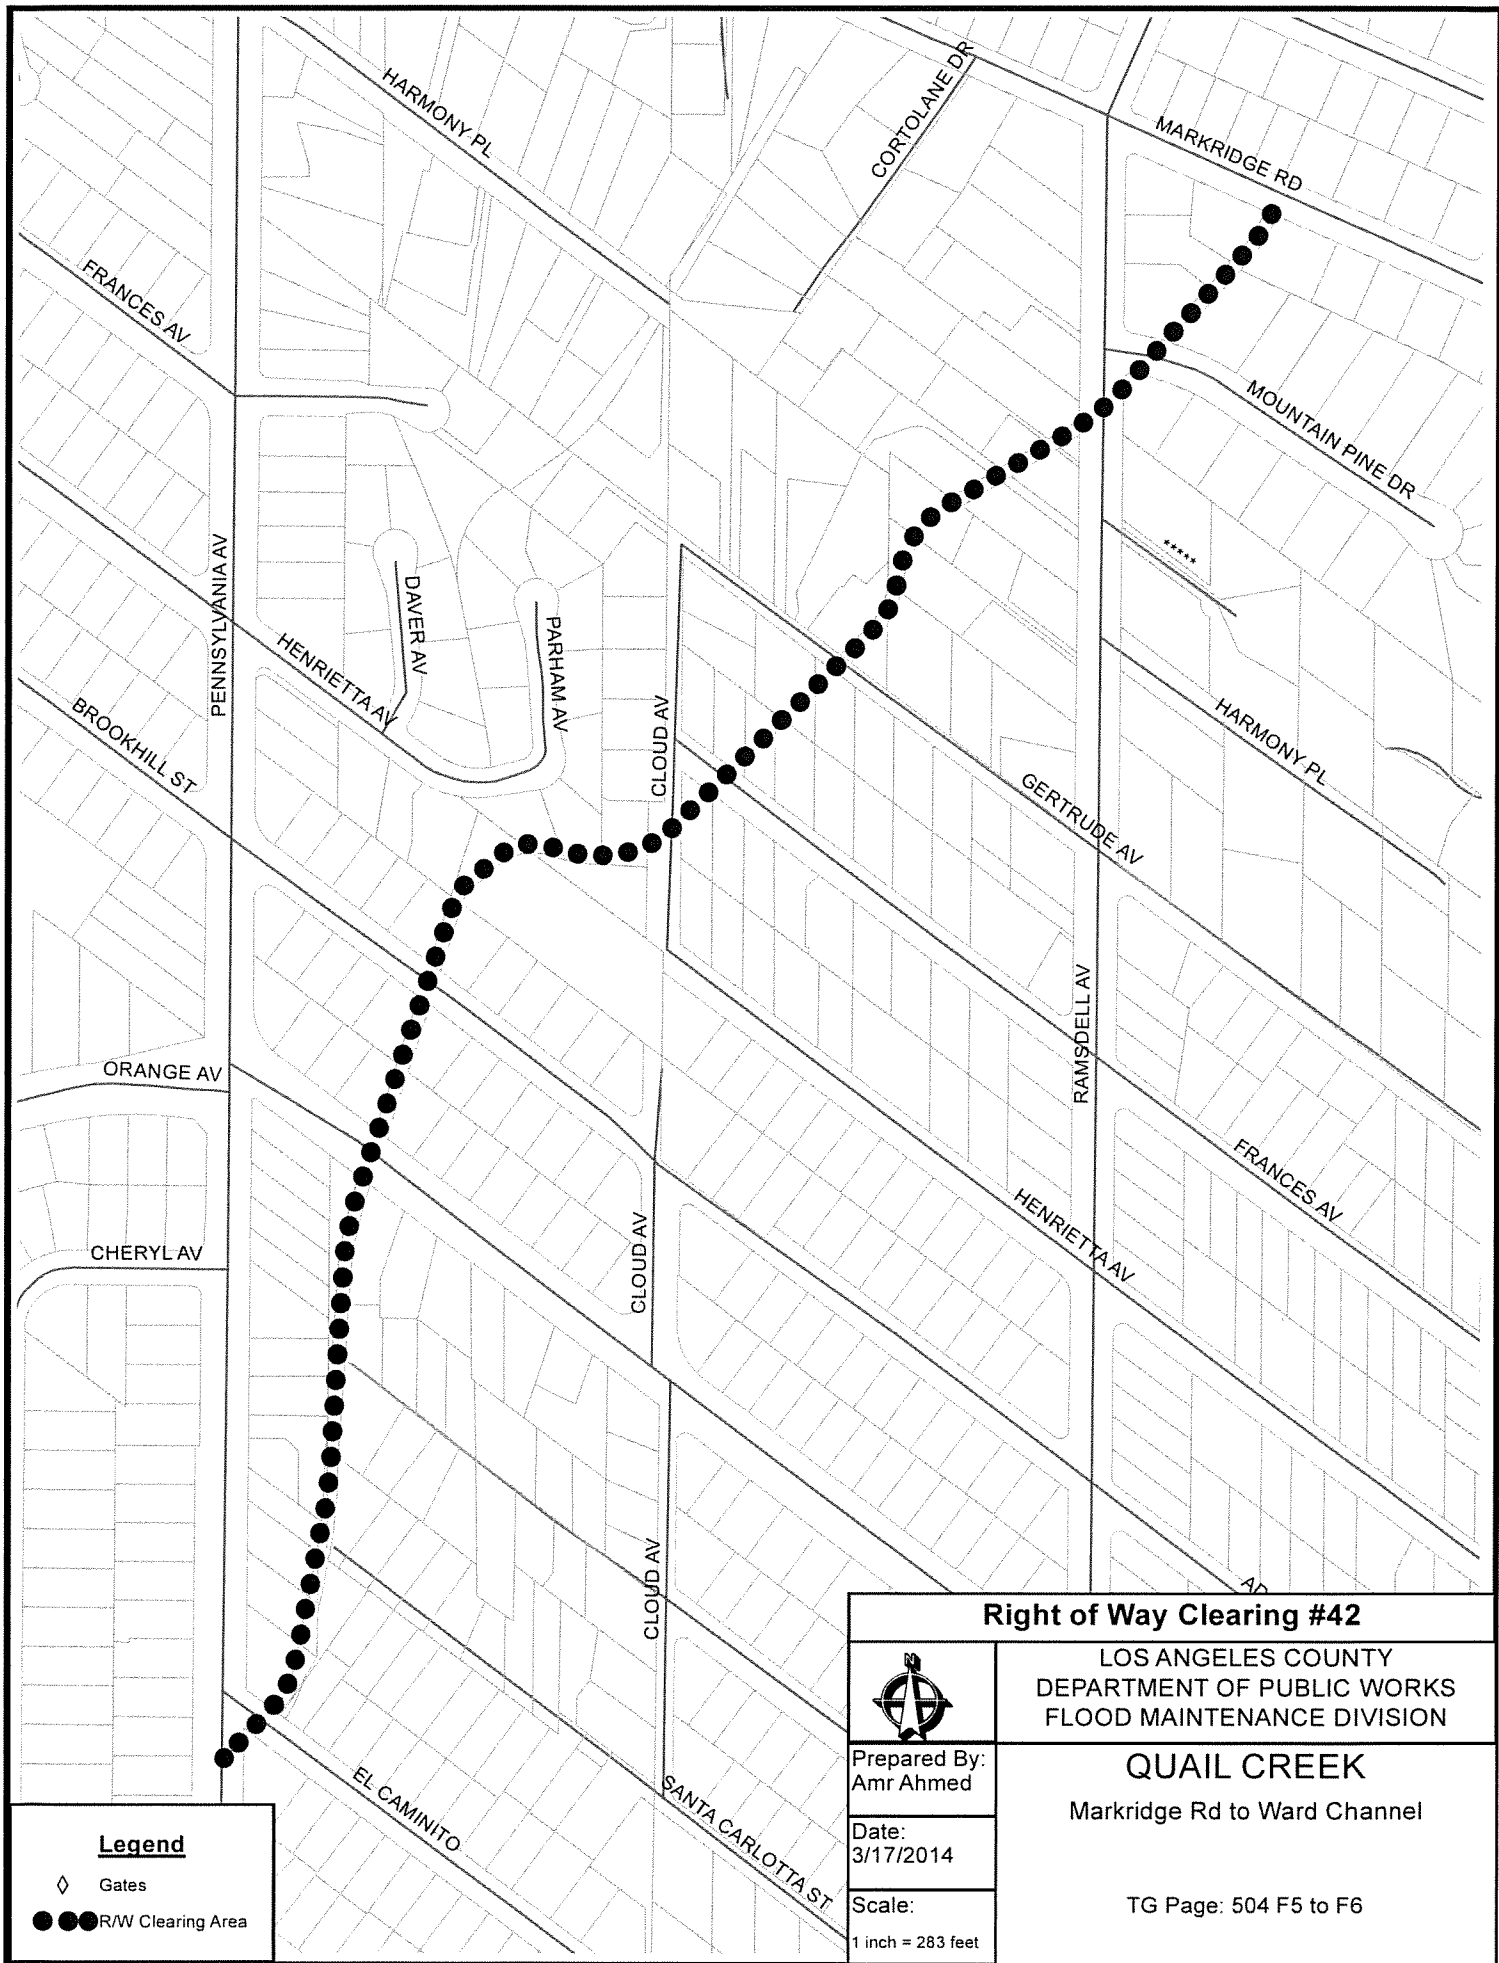 HARMONY PL
CORTOLANE DR
MARKRIDGE RD
FRANCES AV
MOUNTAIN PINE DR
*****
PENNSYLVANIA AV
DAVER AV
PARHAM AV
HENRIETTA AV
CLOUD AV
BROOKHILL ST
HARMONY PL
GERTRUDE AV
ORANGE AV
RAMSDELL AV
FRANCES AV
HENRIETTA AV
CHERYL AV
CLOUD AV
CLOUD AV
AD
EL CAMINITO
SANTA CARLOTTA ST
Right of Way Clearing #42
N
LOS ANGELES COUNTY
DEPARTMENT OF PUBLIC WORKS
FLOOD MAINTENANCE DIVISION
Prepared By:
Amr Ahmed
QUAIL CREEK
Markridge Rd to Ward Channel
Date:
3/17/2014
Scale:
1 inch = 283 feet
TG Page: 504 F5 to F6
Legend
Gates
R/W Clearing Area